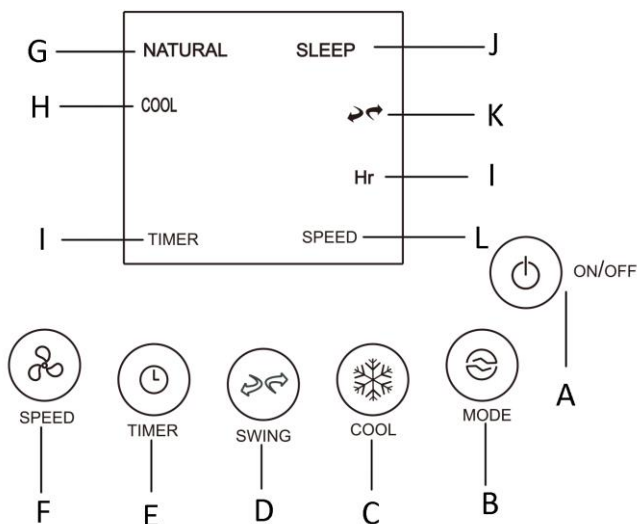 G NATURAL SLEEP J
H COOL K
Hr I
I TIMER SPEED L
ON/OFF
A
SPEED TIMER SWING COOL MODE
F E D C B